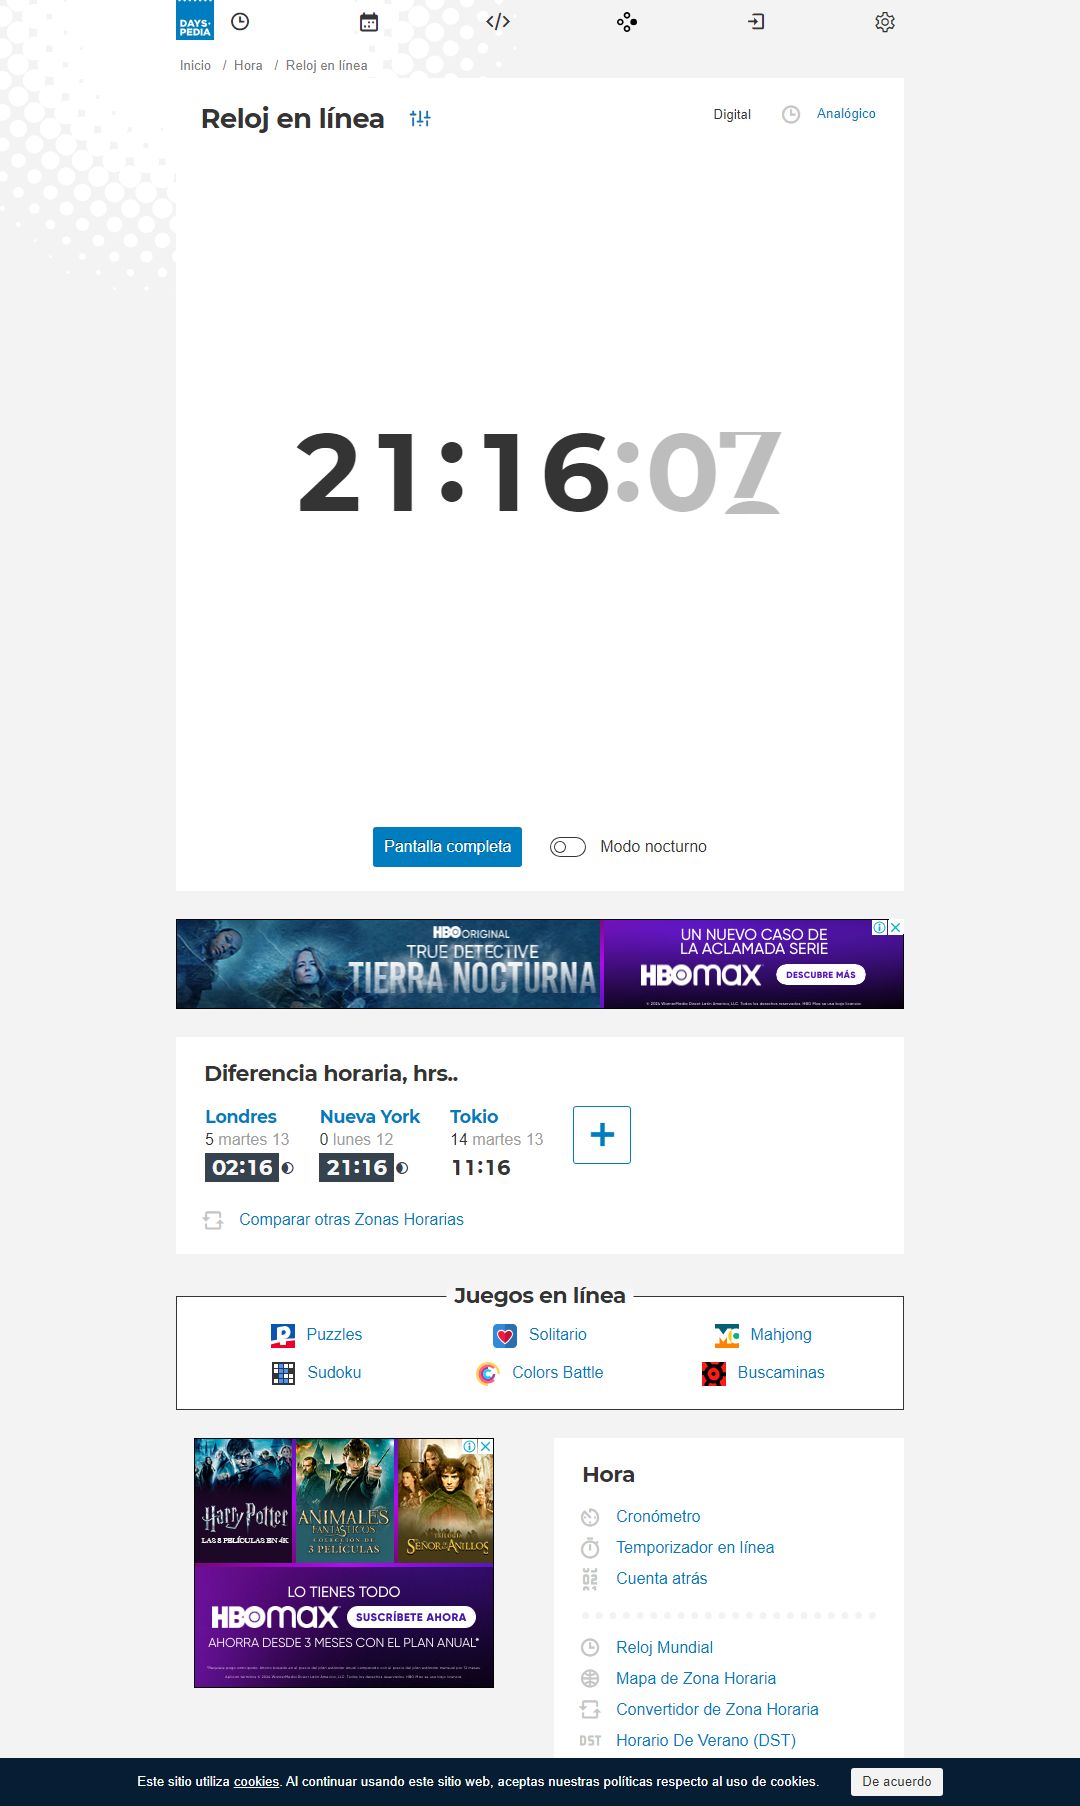 DAYS•
PEDIA
Inicio / Hora / Reloj en línea
Reloj en línea
Digital
Analógico
21:16:07
Pantalla completa
Modo nocturno
HBO ORIGINAL
TRUE DETECTIVE
TIERRA NOCTURNA
UN NUEVO CASO DE
LA ACLAMADA SERIE
HBOMAX
DESCUBRE MÁS
Diferencia horaria, hrs..
Londres
5 martes 13
02:16
Nueva York
0 lunes 12
21:16
Tokio
14 martes 13
11:16
Comparar otras Zonas Horarias
Juegos en línea
Puzzles
Solitario
Mahjong
Sudoku
Colors Battle
Buscaminas
Harry Potter
LAS 8 PELÍCULAS EN 4K
ANIMALES
FANTÁSTICOS
COLECCIÓN DE
3 PELÍCULAS
TRILOGÍA
SEÑOR DE LOS ANILLOS
LO TIENES TODO
HBOMAX
SUSCRÍBETE AHORA
AHORRA DESDE 3 MESES CON EL PLAN ANUAL*
Hora
Cronómetro
Temporizador en línea
Cuenta atrás
Reloj Mundial
Mapa de Zona Horaria
Convertidor de Zona Horaria
DST
Horario De Verano (DST)
Este sitio utiliza cookies. Al continuar usando este sitio web, aceptas nuestras políticas respecto al uso de cookies.
De acuerdo